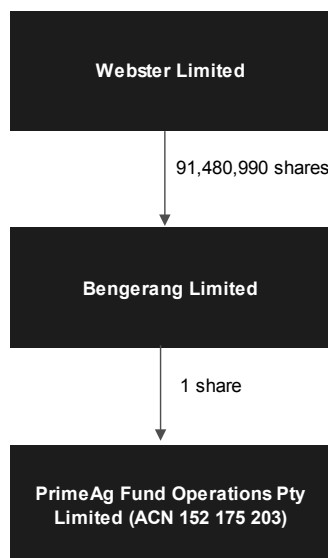 Webster Limited
91,480,990 shares
Bengerang Limited
1 share
PrimeAg Fund Operations Pty
Limited (ACN 152 175 203)